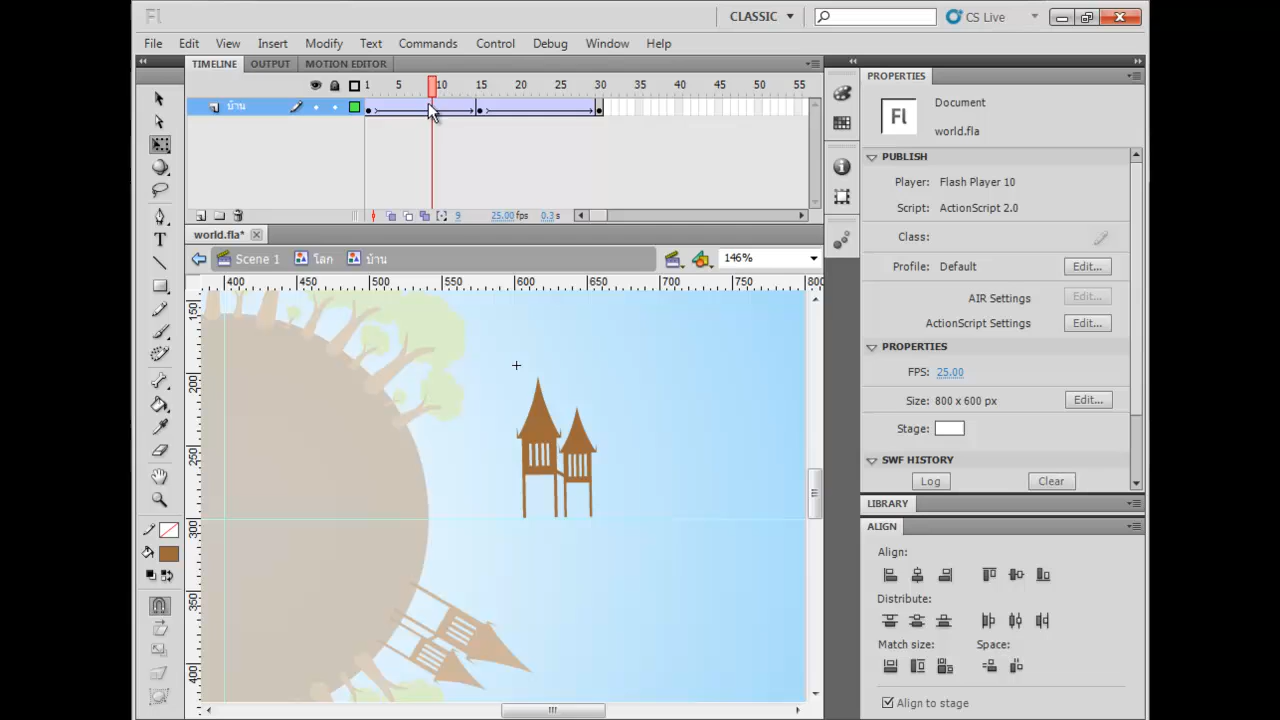 Fl CLASSIC CS Live
File Edit View Insert Modify Text Commands Control Debug Window Help
TIMELINE OUTPUT MOTION EDITOR
1 5 10 15 20 25 30 35 40 45 50 55
บ้าน
9 25.00 fps 0.3 s
world.fla*
Scene 1 โลก บ้าน 146%
400 450 500 550 600 650 700 750 800
150
200
250
300
350
400
PROPERTIES
Fl
Document
world.fla
PUBLISH
Player: Flash Player 10
Script: ActionScript 2.0
Class:
Profile: Default Edit...
AIR Settings Edit...
ActionScript Settings Edit...
PROPERTIES
FPS: 25.00
Size: 800 x 600 px Edit...
Stage:
SWF HISTORY
Log Clear
LIBRARY
ALIGN
Align:
Distribute:
Match size: Space:
Align to stage